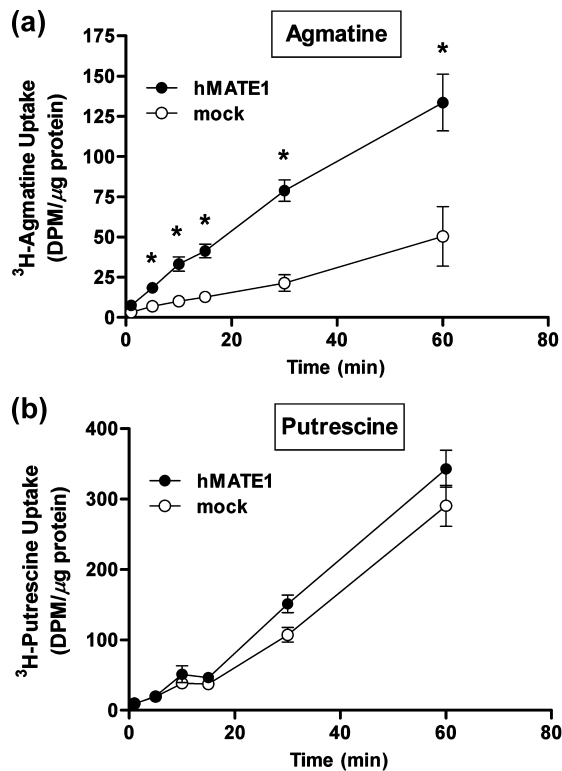 (a)
Agmatine
³H-Agmatine Uptake
(DPM/µg protein)
175
150
125
100
75
50
25
0
hMATE1
mock
*
*
*
*
*
0
20
40
60
80
Time (min)
(b)
Putrescine
³H-Putrescine Uptake
(DPM/µg protein)
400
300
200
100
0
hMATE1
mock
0
20
40
60
80
Time (min)